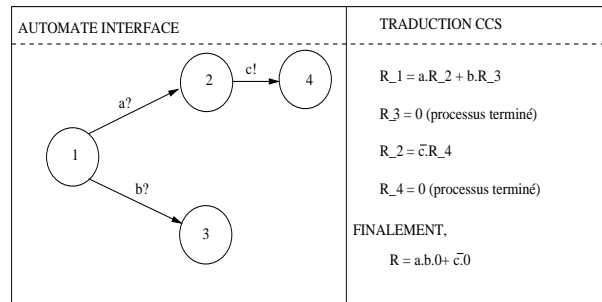 AUTOMATE INTERFACE
a?
b?
c!
1
2
3
4
TRADUCTION CCS
R_1 = a.R_2 + b.R_3
R_3 = 0 (processus terminé)
R_2 = c̄.R_4
R_4 = 0 (processus terminé)
FINALEMENT,
R = a.b.0+ c̄.0